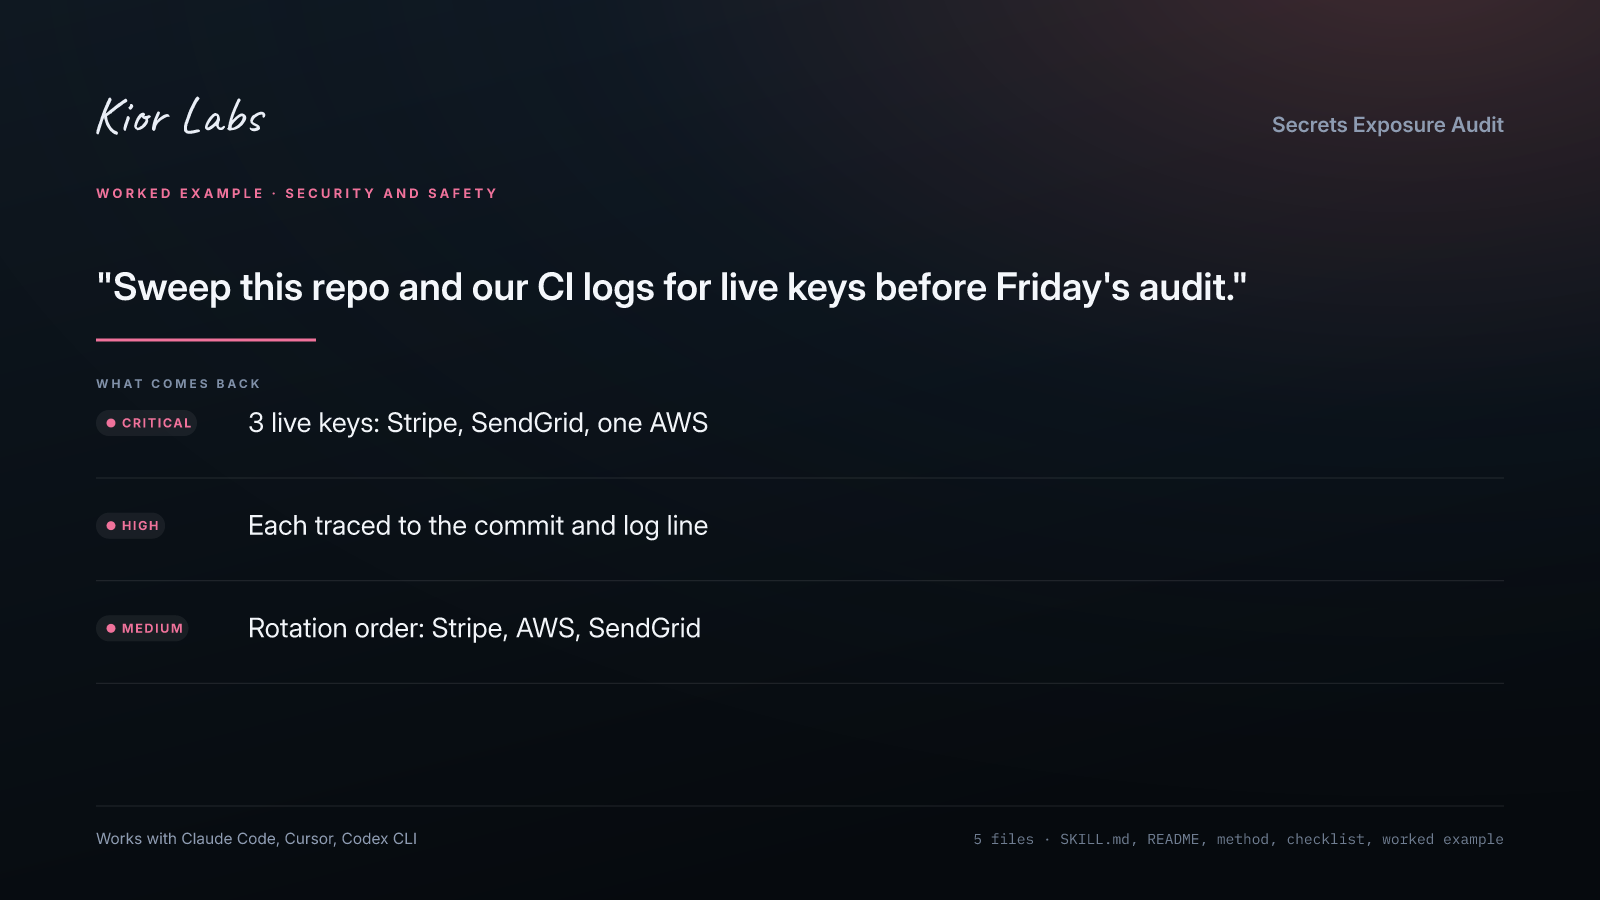 Kior Labs
Secrets Exposure Audit
WORKED EXAMPLE · SECURITY AND SAFETY
"Sweep this repo and our CI logs for live keys before Friday's audit."
WHAT COMES BACK
CRITICAL 3 live keys: Stripe, SendGrid, one AWS
HIGH Each traced to the commit and log line
MEDIUM Rotation order: Stripe, AWS, SendGrid
Works with Claude Code, Cursor, Codex CLI
5 files · SKILL.md, README, method, checklist, worked example